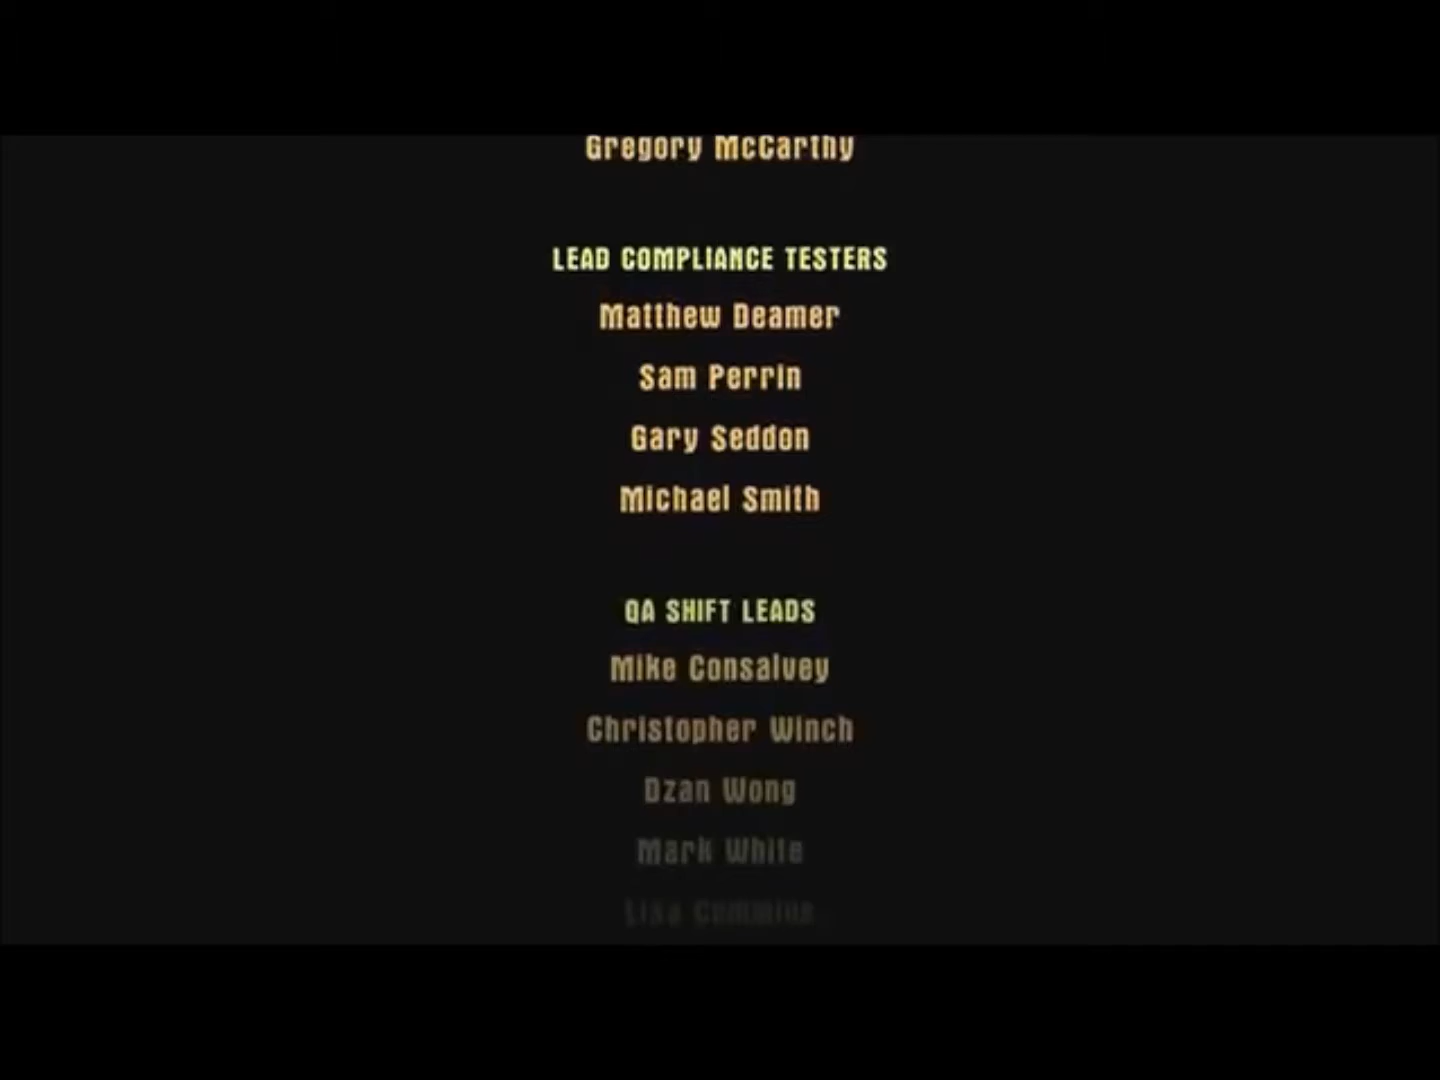 Gregory McCarthy
LEAD COMPLIANCE TESTERS
Matthew Deamer
Sam Perrin
Gary Seddon
Michael Smith
QA SHIFT LEADS
Mike Consalvey
Christopher Winch
Dzan Wong
Mark White
Lisa